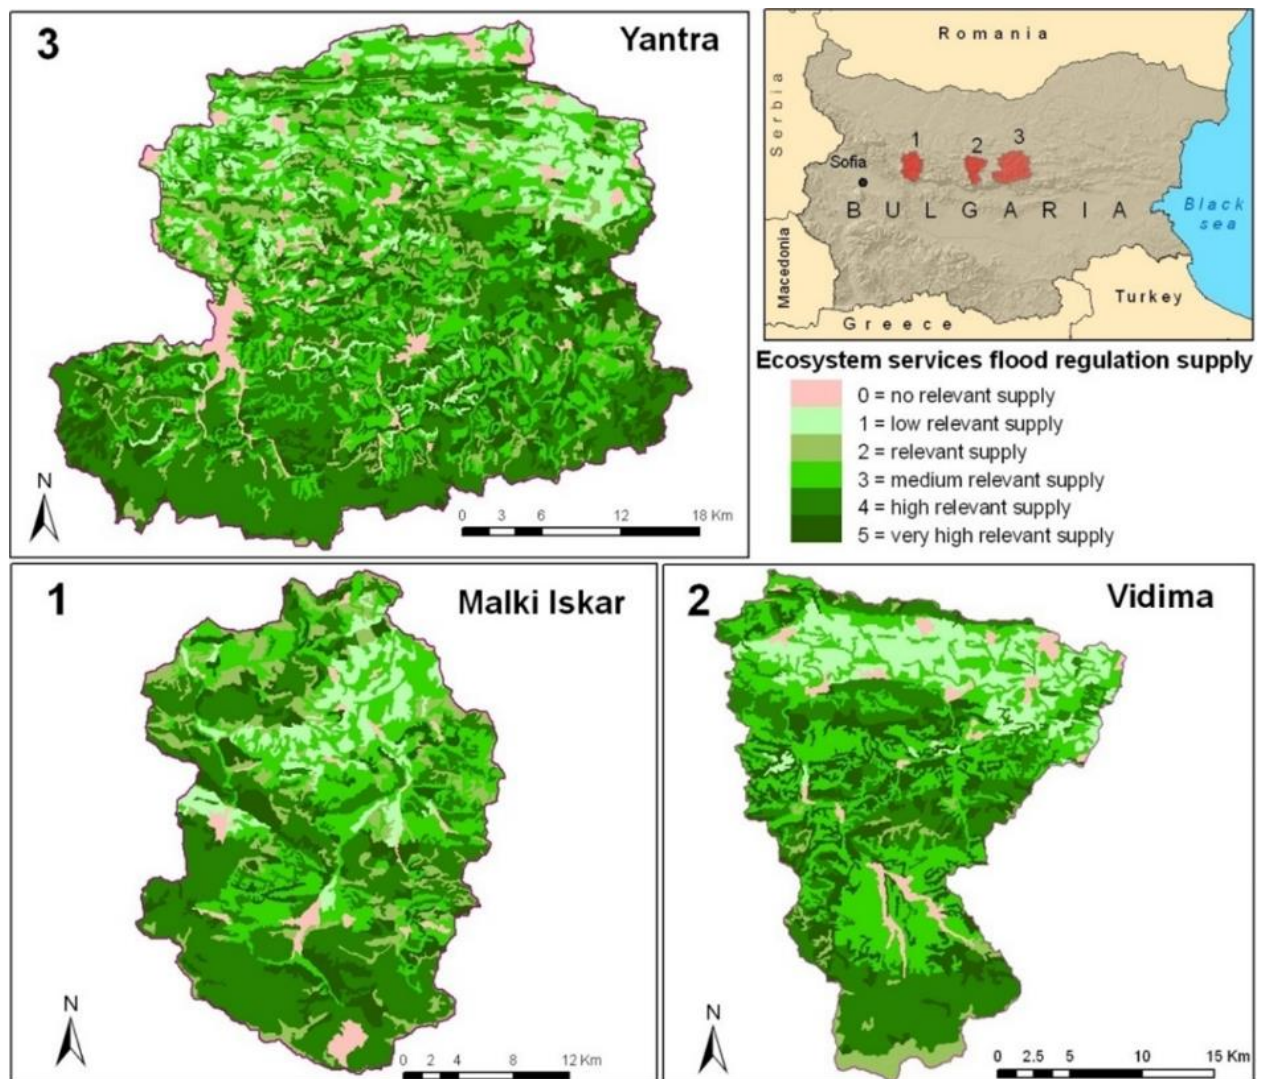 3
Yantra
N
0 3 6 12 18 Km
Romania
Serbia
1
2
3
Sofia
BULGARIA
Black
sea
Macedonia
Turkey
Greece
Ecosystem services flood regulation supply
0 = no relevant supply
1 = low relevant supply
2 = relevant supply
3 = medium relevant supply
4 = high relevant supply
5 = very high relevant supply
1
Malki Iskar
N
0 2 4 8 12 Km
2
Vidima
N
0 2.5 5 10 15 Km